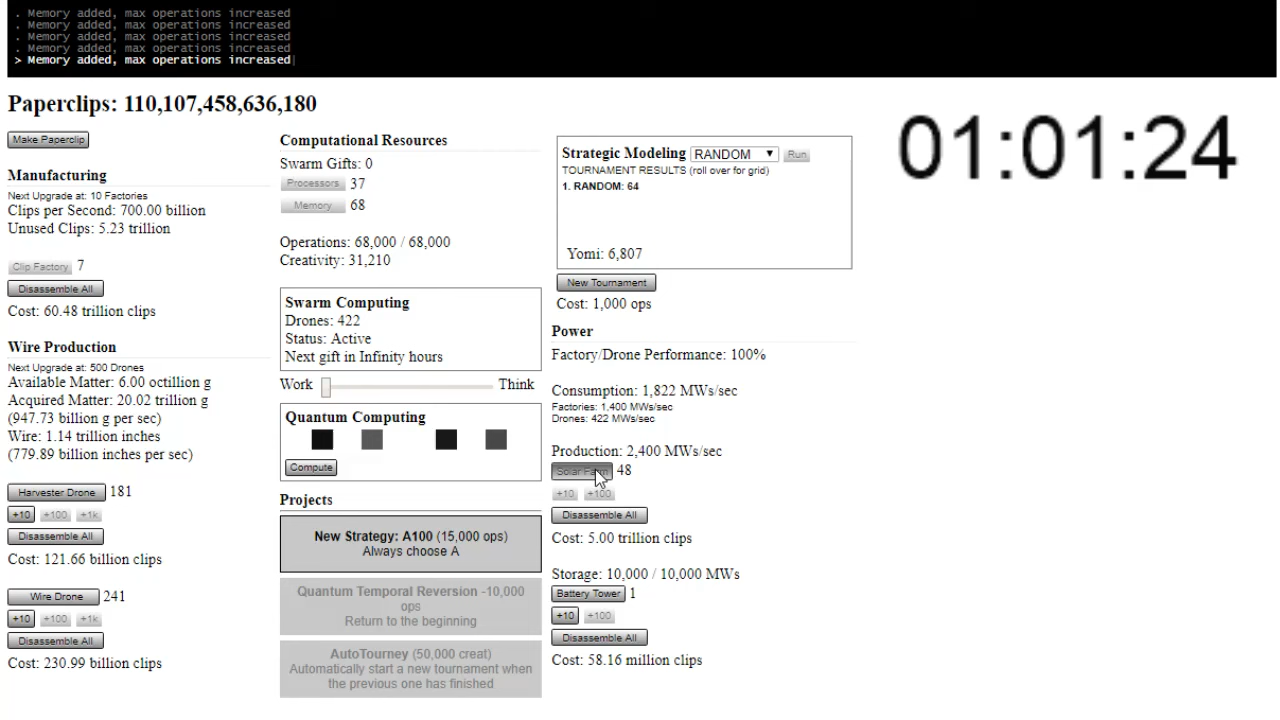 . Memory added, max operations increased
. Memory added, max operations increased
. Memory added, max operations increased
. Memory added, max operations increased
> Memory added, max operations increased|
Paperclips: 110,107,458,636,180
01:01:24
Make Paperclip
Manufacturing
Next Upgrade at: 10 Factories
Clips per Second: 700.00 billion
Unused Clips: 5.23 trillion
Clip Factory 7
Disassemble All
Cost: 60.48 trillion clips
Wire Production
Next Upgrade at: 500 Drones
Available Matter: 6.00 octillion g
Acquired Matter: 20.02 trillion g
(947.73 billion g per sec)
Wire: 1.14 trillion inches
(779.89 billion inches per sec)
Harvester Drone 181
+10 +100 +1k
Disassemble All
Cost: 121.66 billion clips
Wire Drone 241
+10 +100 +1k
Disassemble All
Cost: 230.99 billion clips
Computational Resources
Swarm Gifts: 0
Processors 37
Memory 68
Operations: 68,000 / 68,000
Creativity: 31,210
Swarm Computing
Drones: 422
Status: Active
Next gift in Infinity hours
Work Think
Quantum Computing
Compute
Projects
New Strategy: A100 (15,000 ops)
Always choose A
Quantum Temporal Reversion -10,000
ops
Return to the beginning
AutoTourney (50,000 creat)
Automatically start a new tournament when
the previous one has finished
Strategic Modeling RANDOM Run
TOURNAMENT RESULTS (roll over for grid)
1. RANDOM: 64
Yomi: 6,807
New Tournament
Cost: 1,000 ops
Power
Factory/Drone Performance: 100%
Consumption: 1,822 MWs/sec
Factories: 1,400 MWs/sec
Drones: 422 MWs/sec
Production: 2,400 MWs/sec
Solar Farm 48
+10 +100
Disassemble All
Cost: 5.00 trillion clips
Storage: 10,000 / 10,000 MWs
Battery Tower 1
+10 +100
Disassemble All
Cost: 58.16 million clips